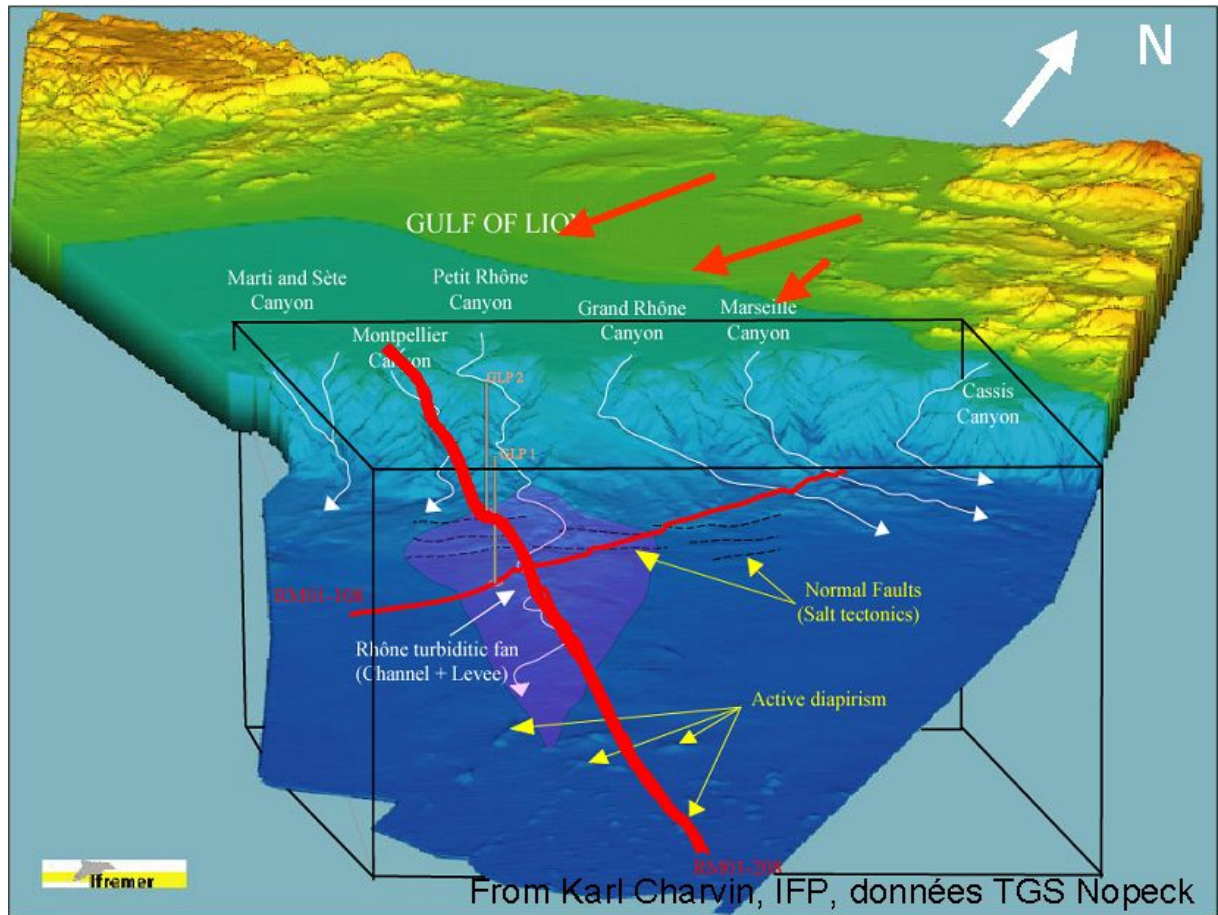 N
GULF OF LION
Marti and Sète
Canyon
Petit Rhône
Canyon
Montpellier
Canyon
Grand Rhône
Canyon
Marseille
Canyon
Cassis
Canyon
GLP 2
GLP 1
RM01-108
Normal Faults
(Salt tectonics)
Rhône turbiditic fan
(Channel + Levee)
Active diapirism
RM01-208
Ifremer
From Karl Charvin, IFP, données TGS Nopeck